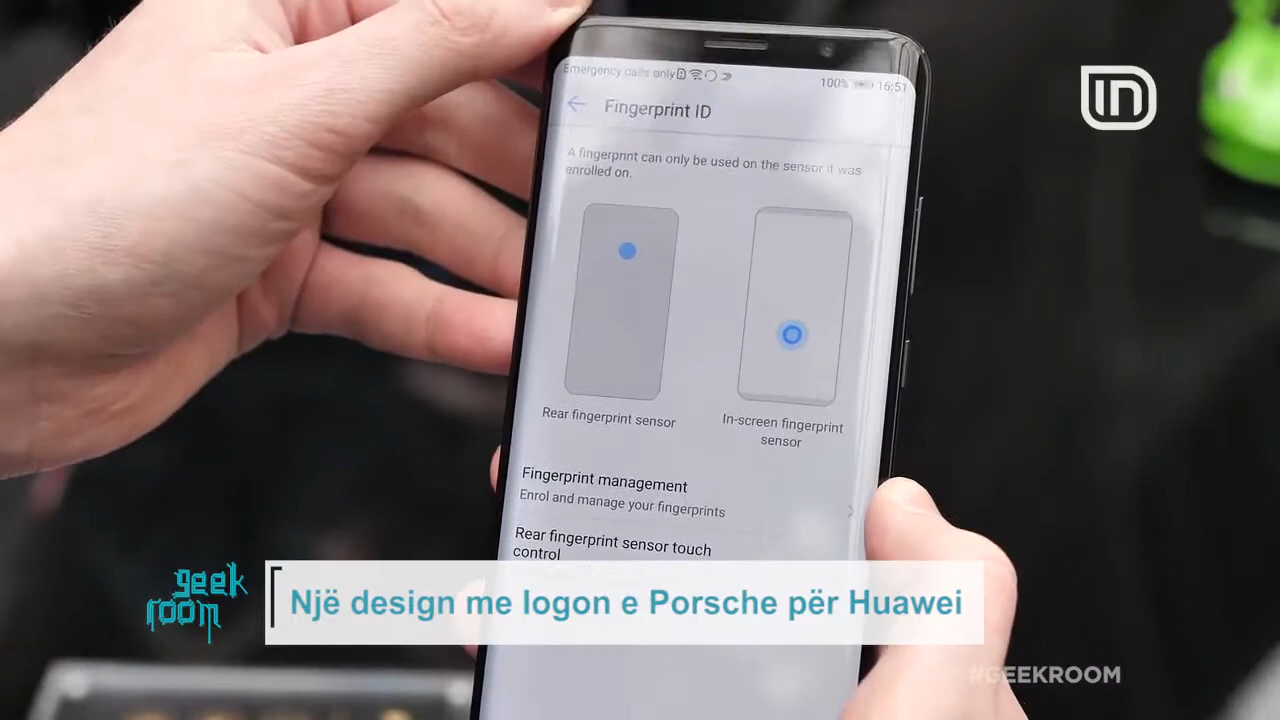 Emergency calls only
100% 16:51
IN
Fingerprint ID
A fingerprint can only be used on the sensor it was
enrolled on.
Rear fingerprint sensor
In-screen fingerprint
sensor
Fingerprint management
Enrol and manage your fingerprints
Rear fingerprint sensor touch
control
geek
room
Një design me logon e Porsche për Huawei
#GEEKROOM